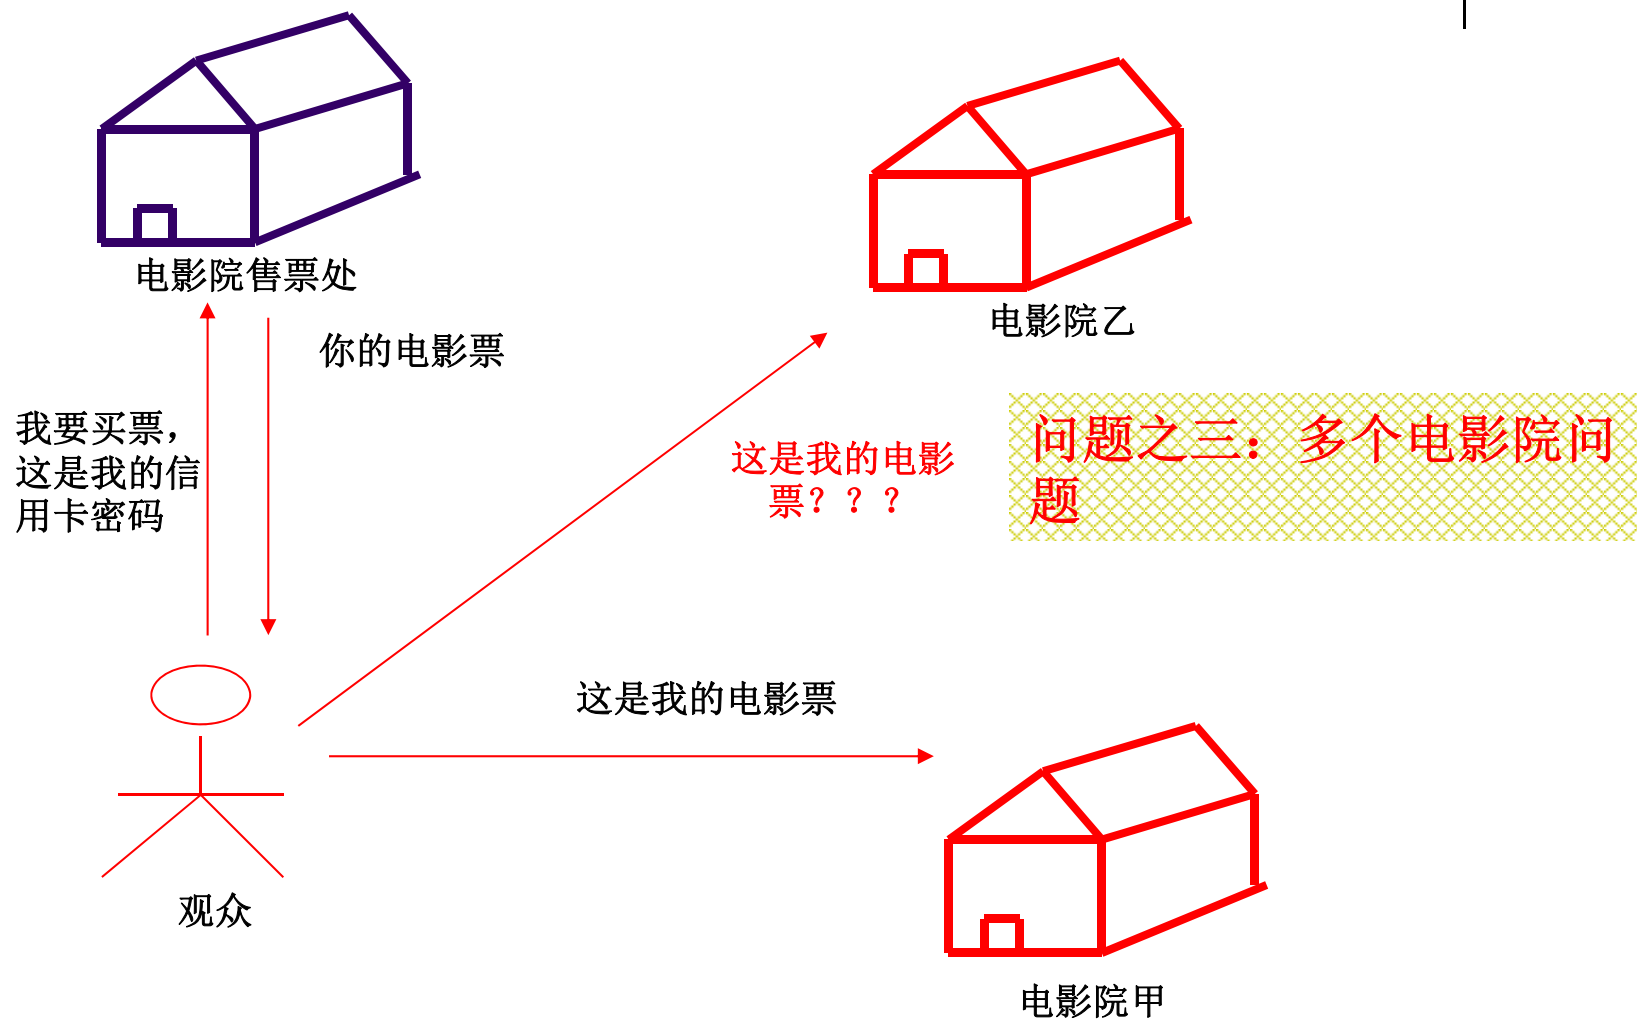 电影院售票处
电影院乙
你的电影票
我要买票，
这是我的信
用卡密码
问题之三：多个电影院问
题
这是我的电影
票？？？
这是我的电影票
观众
电影院甲